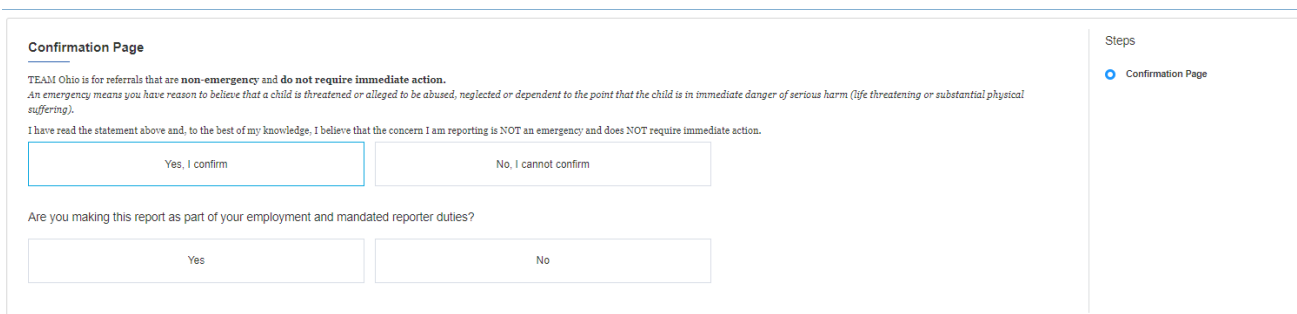 Confirmation Page
TEAM Ohio is for referrals that are non-emergency and do not require immediate action.
An emergency means you have reason to believe that a child is threatened or alleged to be abused, neglected or dependent to the point that the child is in immediate danger of serious harm (life threatening or substantial physical
suffering).
I have read the statement above and, to the best of my knowledge, I believe that the concern I am reporting is NOT an emergency and does NOT require immediate action.
Yes, I confirm
No, I cannot confirm
Are you making this report as part of your employment and mandated reporter duties?
Yes
No
Steps
Confirmation Page